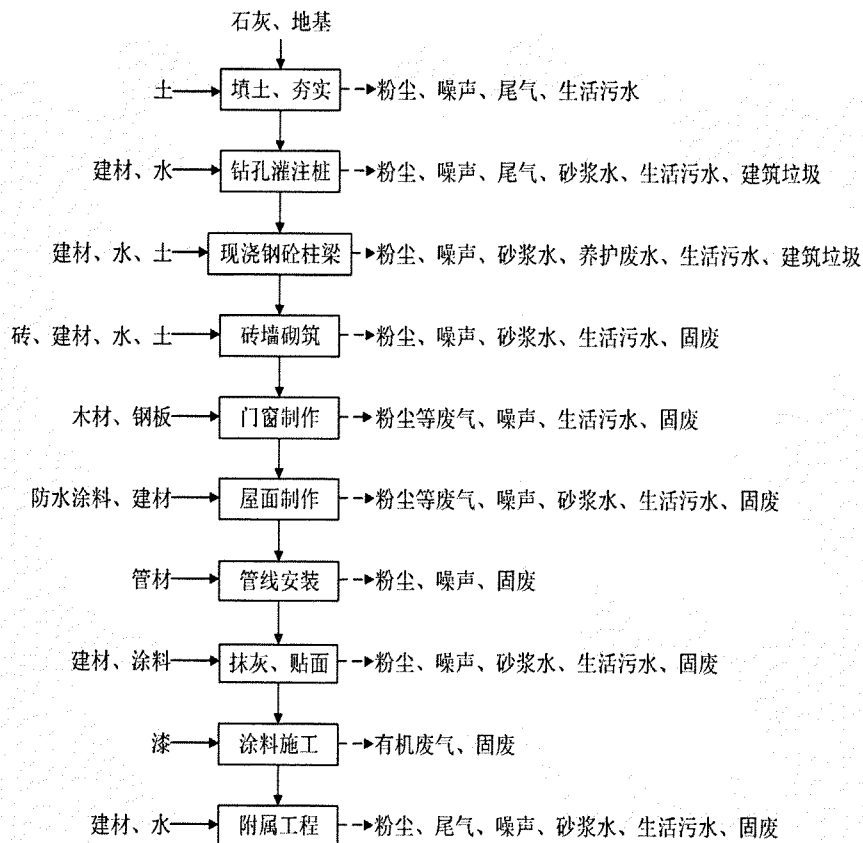 石灰、地基
土 填土、夯实 粉尘、噪声、尾气、生活污水
建材、水 钻孔灌注桩 粉尘、噪声、尾气、砂浆水、生活污水、建筑垃圾
建材、水、土 现浇钢砼柱梁 粉尘、噪声、砂浆水、养护废水、生活污水、建筑垃圾
砖、建材、水、土 砖墙砌筑 粉尘、噪声、砂浆水、生活污水、固废
木材、钢板 门窗制作 粉尘等废气、噪声、生活污水、固废
防水涂料、建材 屋面制作 粉尘等废气、噪声、砂浆水、生活污水、固废
管材 管线安装 粉尘、噪声、固废
建材、涂料 抹灰、贴面 粉尘、噪声、砂浆水、生活污水、固废
漆 涂料施工 有机废气、固废
建材、水 附属工程 粉尘、尾气、噪声、砂浆水、生活污水、固废